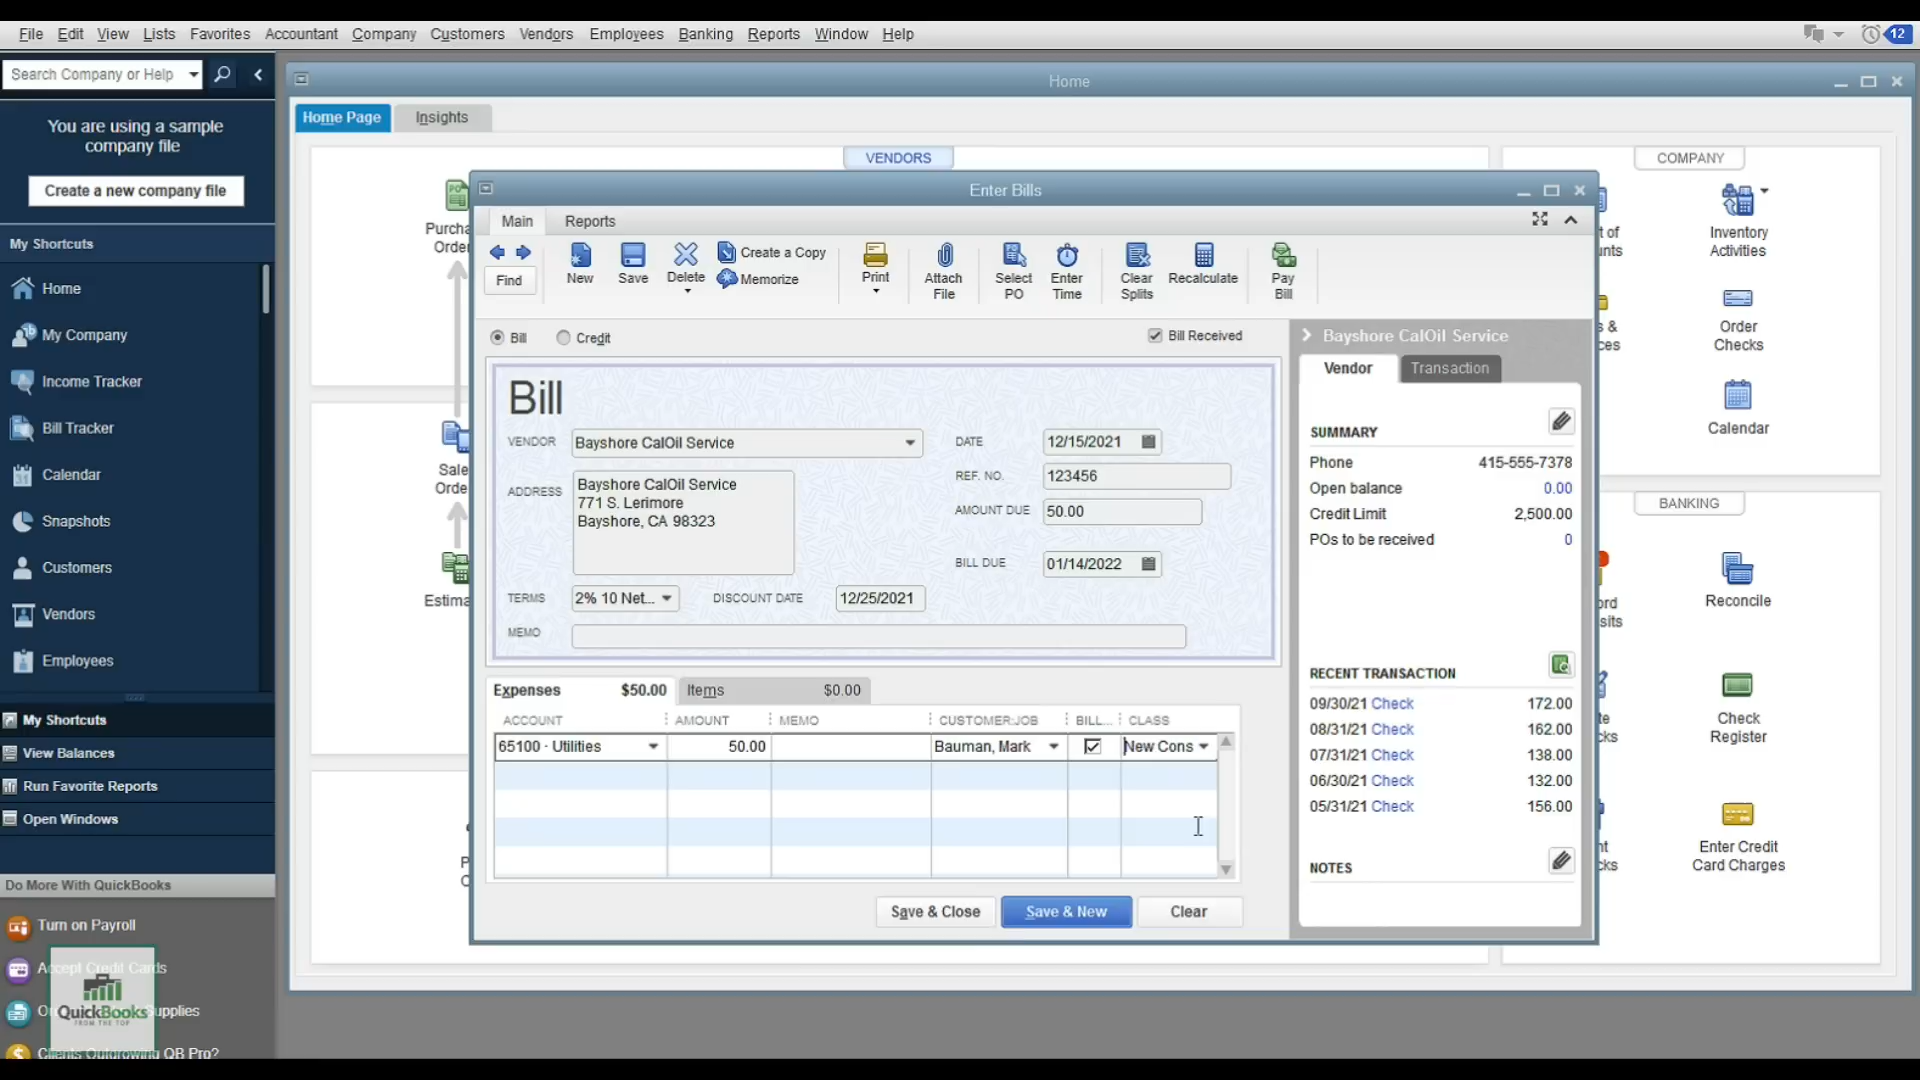 File Edit View Lists Favorites Accountant Company Customers Vendors Employees Banking Reports Window Help
12
Search Company or Help
You are using a sample
company file
Create a new company file
My Shortcuts
Home
My Company
Income Tracker
Bill Tracker
Calendar
Snapshots
Customers
Vendors
Employees
My Shortcuts
View Balances
Run Favorite Reports
Open Windows
Do More With QuickBooks
Turn on Payroll
Accept Credit Cards
Supplies
QuickBooks
FROM THE TOP
Clients Outgrowing QB Pro?
Home
Home Page
Insights
VENDORS
COMPANY
Inventory
Activities
Order
Checks
Calendar
BANKING
Reconcile
Check
Register
Enter Credit
Card Charges
Enter Bills
Main
Reports
Find
New
Save
Delete
Create a Copy
Memorize
Print
Attach
File
Select
PO
Enter
Time
Clear
Splits
Recalculate
Pay
Bill
Bill
Credit
Bill Received
Bill
VENDOR
Bayshore CalOil Service
DATE
12/15/2021
ADDRESS
Bayshore CalOil Service
771 S. Lerimore
Bayshore, CA 98323
REF. NO.
123456
AMOUNT DUE
50.00
BILL DUE
01/14/2022
TERMS
2% 10 Net...
DISCOUNT DATE
12/25/2021
MEMO
Expenses $50.00
Items $0.00
ACCOUNT AMOUNT MEMO CUSTOMER:JOB BILL... CLASS
65100 · Utilities 50.00 Bauman, Mark New Cons
Save & Close
Save & New
Clear
Bayshore CalOil Service
Vendor
Transaction
SUMMARY
Phone 415-555-7378
Open balance 0.00
Credit Limit 2,500.00
POs to be received 0
RECENT TRANSACTION
09/30/21 Check 172.00
08/31/21 Check 162.00
07/31/21 Check 138.00
06/30/21 Check 132.00
05/31/21 Check 156.00
NOTES